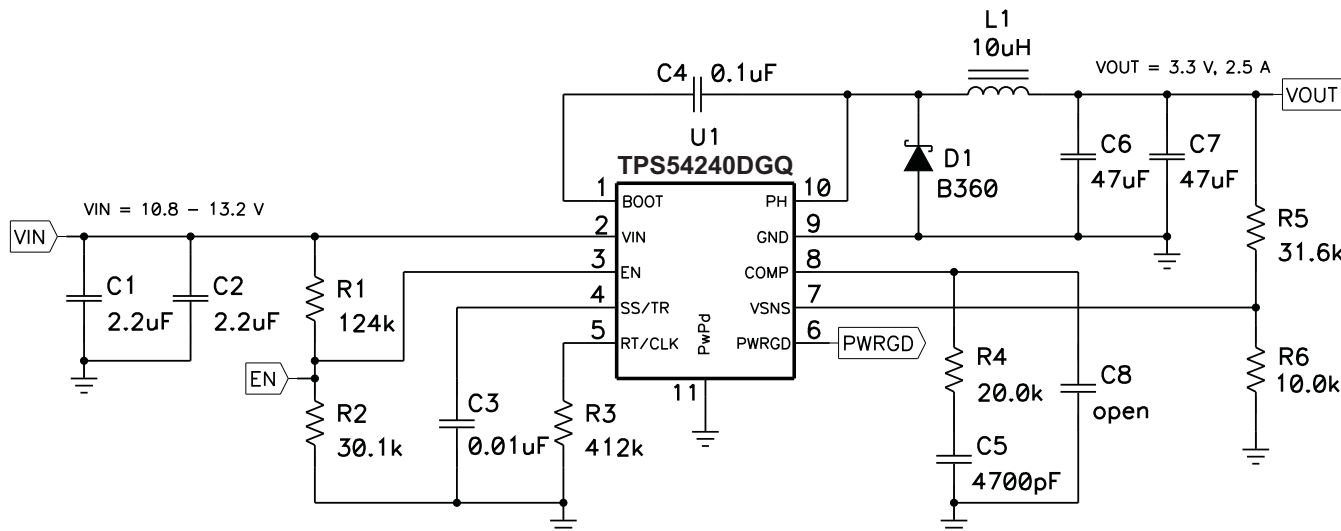 L1
10uH
C4 0.1uF
VOUT = 3.3 V, 2.5 A
VOUT
U1
TPS54240DGQ
C6
47uF
C7
47uF
D1
B360
1
BOOT
PH
10
VIN = 10.8 – 13.2 V
VIN
2
VIN
GND
9
R5
31.6k
3
EN
COMP
8
C1
2.2uF
C2
2.2uF
R1
124k
4
SS/TR
VSNS
7
5
RT/CLK
PwPd
PWRGD
6
PWRGD
EN
11
R4
20.0k
C8
open
R6
10.0k
R2
30.1k
C3
0.01uF
R3
412k
C5
4700pF